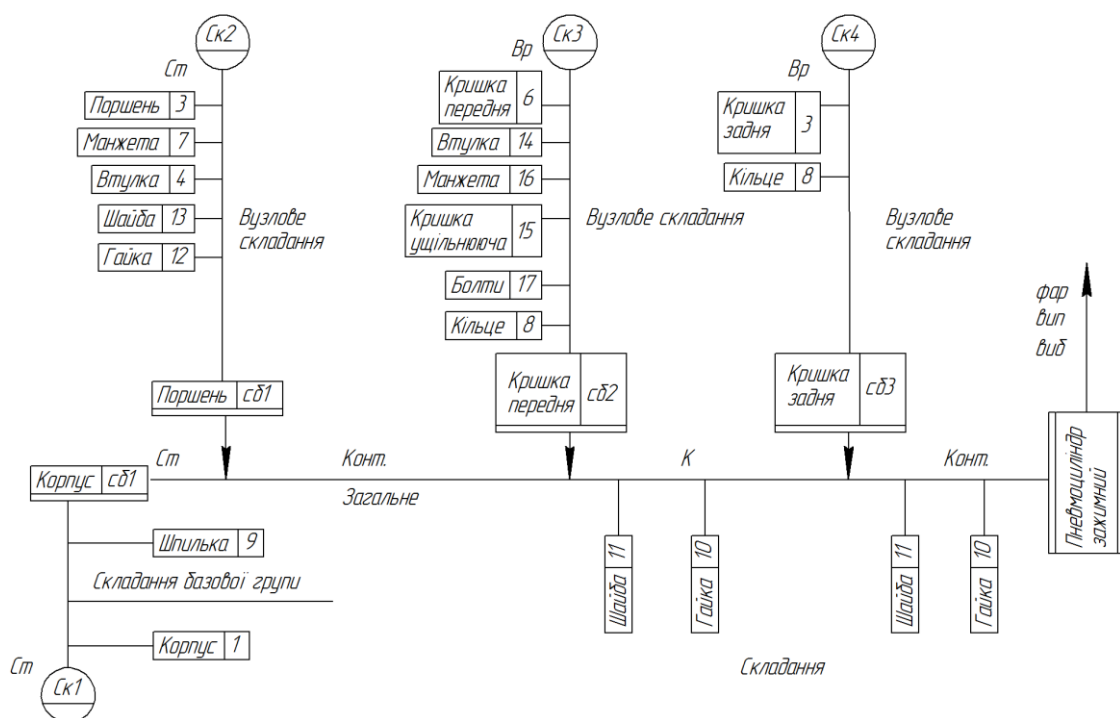 Ск2
Ст
Поршень 3
Манжета 7
Втулка 4
Шайба 13
Гайка 12
Вузлове
складання
Поршень сб1
Ск3
Вр
Кришка
передня 6
Втулка 14
Манжета 16
Кришка
ущільнююча 15
Болти 17
Кільце 8
Вузлове складання
Кришка
передня сб2
Ск4
Вр
Кришка
задня 3
Кільце 8
Вузлове
складання
Кришка
задня сб3
фар
вип
виб
Корпус сб1
Ст
Конт.
К
Конт.
Загальне
Пневмоциліндр
зажимний
Шпилька 9
Складання базової групи
Корпус 1
Ст
Ск1
Шайба 11
Гайка 10
Шайба 11
Гайка 10
Складання